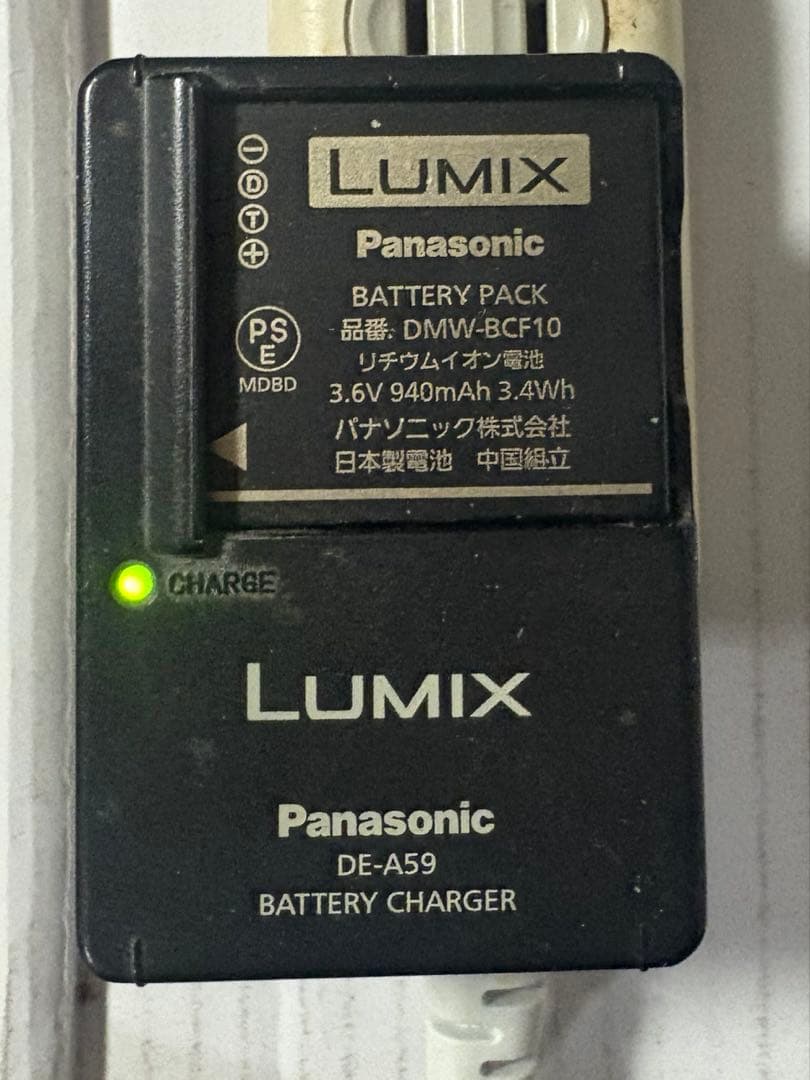 LUMIX
Panasonic
BATTERY PACK
品番: DMW-BCF10
リチウムイオン電池
3.6V 940mAh 3.4Wh
パナソニック株式会社
日本製電池 中国組立
− D T +
PS
E
MDBD
CHARGE
LUMIX
Panasonic
DE-A59
BATTERY CHARGER